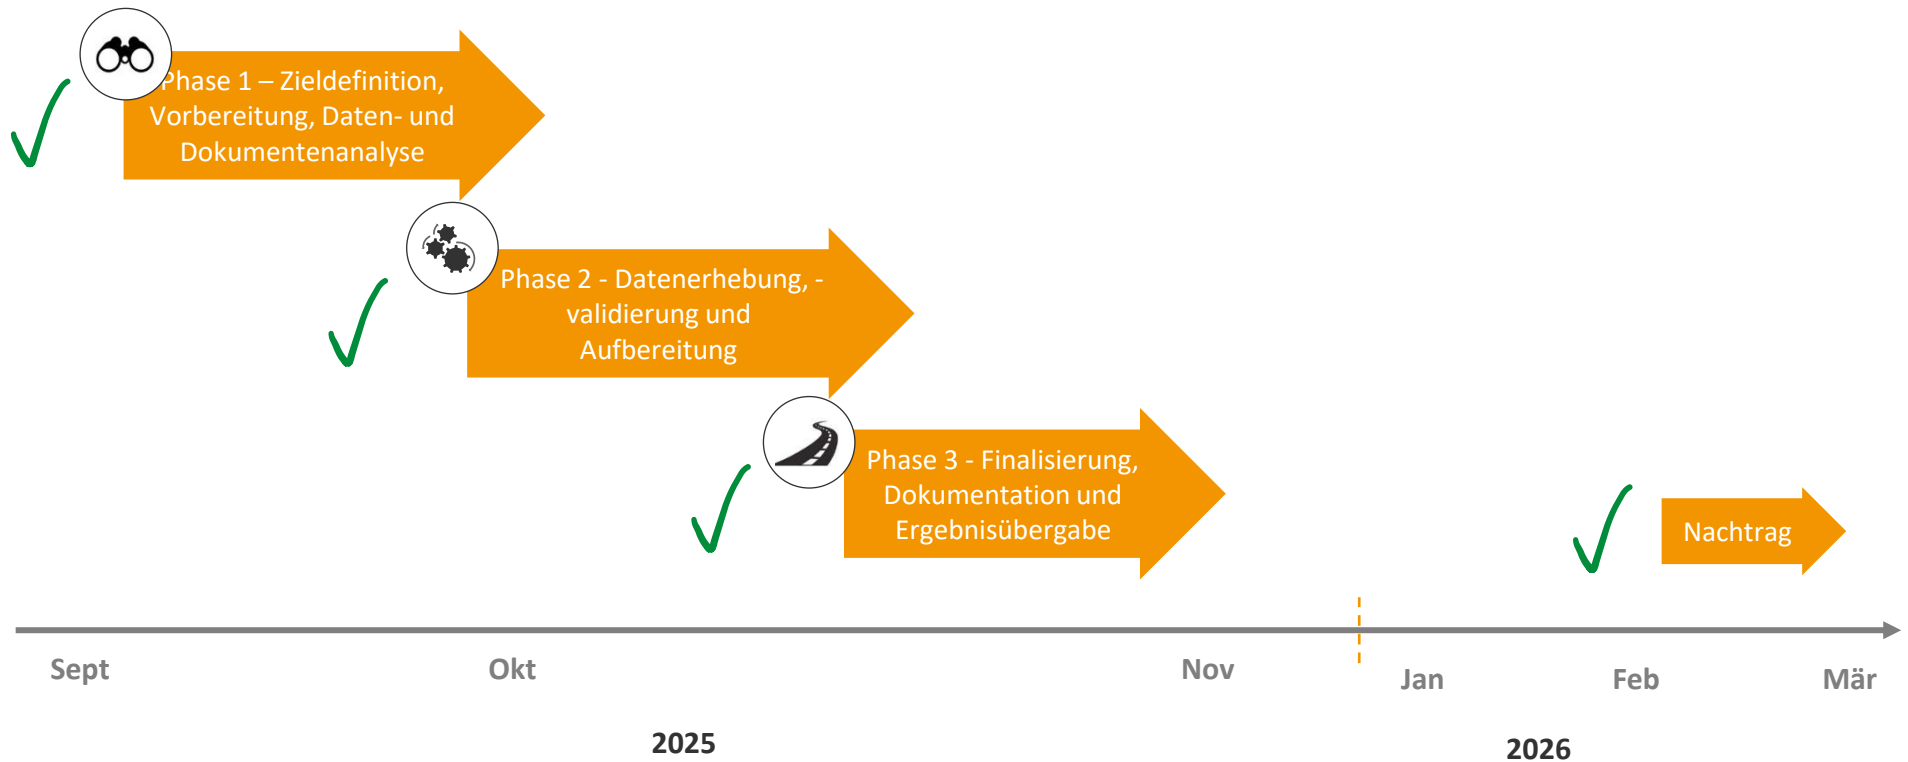 Phase 1 – Zieldefinition,
Vorbereitung, Daten- und
Dokumentenanalyse
Phase 2 - Datenerhebung, -
validierung und
Aufbereitung
Phase 3 - Finalisierung,
Dokumentation und
Ergebnisübergabe
Nachtrag
Sept
Okt
Nov
Jan
Feb
Mär
2025
2026